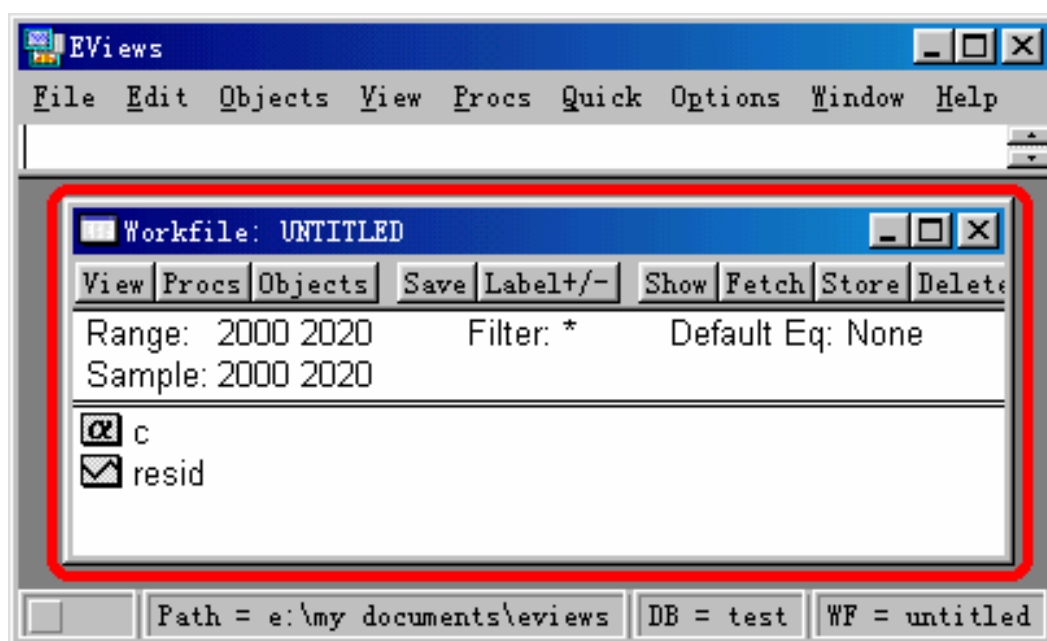 EViews
File Edit Objects View Procs Quick Options Window Help
Workfile: UNTITLED
View Procs Objects Save Label+/- Show Fetch Store Delete
Range: 2000 2020 Filter: * Default Eq: None
Sample: 2000 2020
α c
resid
Path = e:\my documents\eviews DB = test WF = untitled